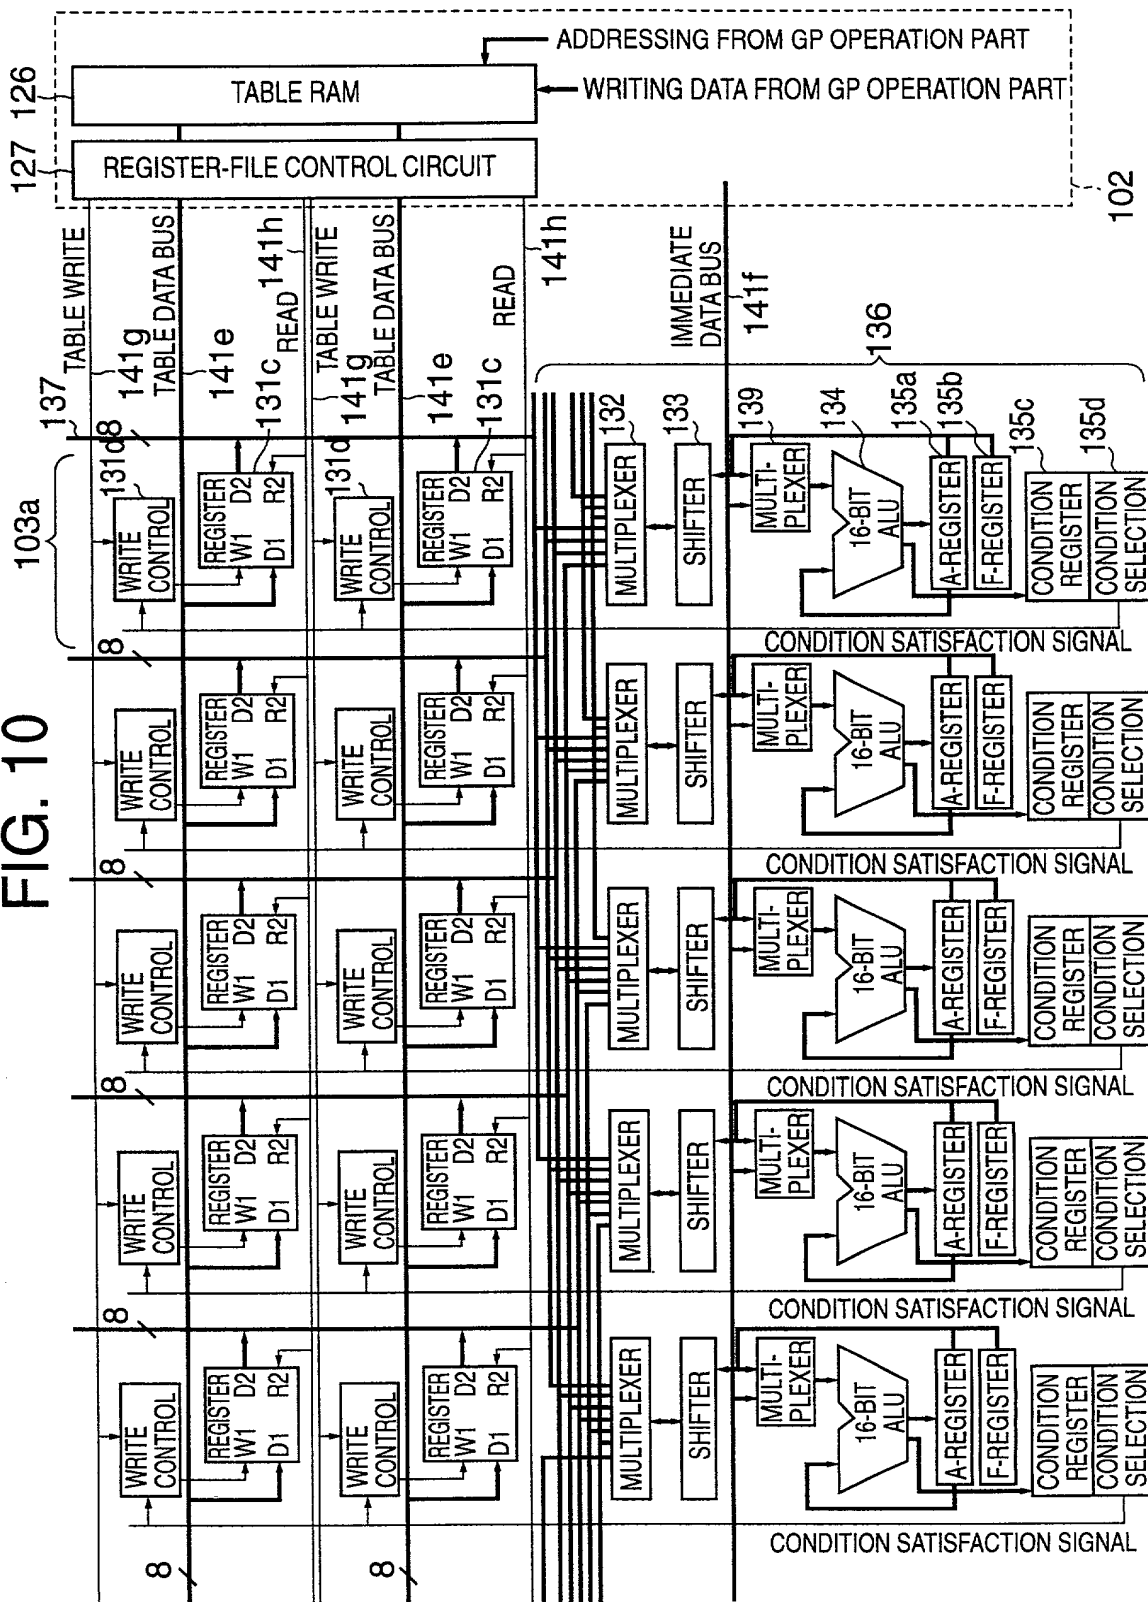 FIG. 10
103a
137
TABLE WRITE
141g
TABLE DATA BUS
141e
131d
131c
READ
141h
TABLE WRITE
141g
TABLE DATA BUS
141e
131d
131c
READ
141h
127
126
REGISTER-FILE CONTROL CIRCUIT
TABLE RAM
ADDRESSING FROM GP OPERATION PART
WRITING DATA FROM GP OPERATION PART
102
IMMEDIATE
DATA BUS
141f
136
132
133
139
134
135a
135b
135c
135d
8
8
8
8
8
8
8
WRITE
CONTROL
WRITE
CONTROL
WRITE
CONTROL
WRITE
CONTROL
WRITE
CONTROL
REGISTER
W1 D2
D1 R2
REGISTER
W1 D2
D1 R2
REGISTER
W1 D2
D1 R2
REGISTER
W1 D2
D1 R2
REGISTER
W1 D2
D1 R2
WRITE
CONTROL
WRITE
CONTROL
WRITE
CONTROL
WRITE
CONTROL
WRITE
CONTROL
REGISTER
W1 D2
D1 R2
REGISTER
W1 D2
D1 R2
REGISTER
W1 D2
D1 R2
REGISTER
W1 D2
D1 R2
REGISTER
W1 D2
D1 R2
MULTIPLEXER
MULTIPLEXER
MULTIPLEXER
MULTIPLEXER
MULTIPLEXER
SHIFTER
SHIFTER
SHIFTER
SHIFTER
SHIFTER
MULTI-
PLEXER
MULTI-
PLEXER
MULTI-
PLEXER
MULTI-
PLEXER
MULTI-
PLEXER
16-BIT
ALU
16-BIT
ALU
16-BIT
ALU
16-BIT
ALU
16-BIT
ALU
A-REGISTER
A-REGISTER
A-REGISTER
A-REGISTER
A-REGISTER
F-REGISTER
F-REGISTER
F-REGISTER
F-REGISTER
F-REGISTER
CONDITION
REGISTER
CONDITION
SELECTION
CONDITION
REGISTER
CONDITION
SELECTION
CONDITION
REGISTER
CONDITION
SELECTION
CONDITION
REGISTER
CONDITION
SELECTION
CONDITION
REGISTER
CONDITION
SELECTION
CONDITION SATISFACTION SIGNAL
CONDITION SATISFACTION SIGNAL
CONDITION SATISFACTION SIGNAL
CONDITION SATISFACTION SIGNAL
CONDITION SATISFACTION SIGNAL